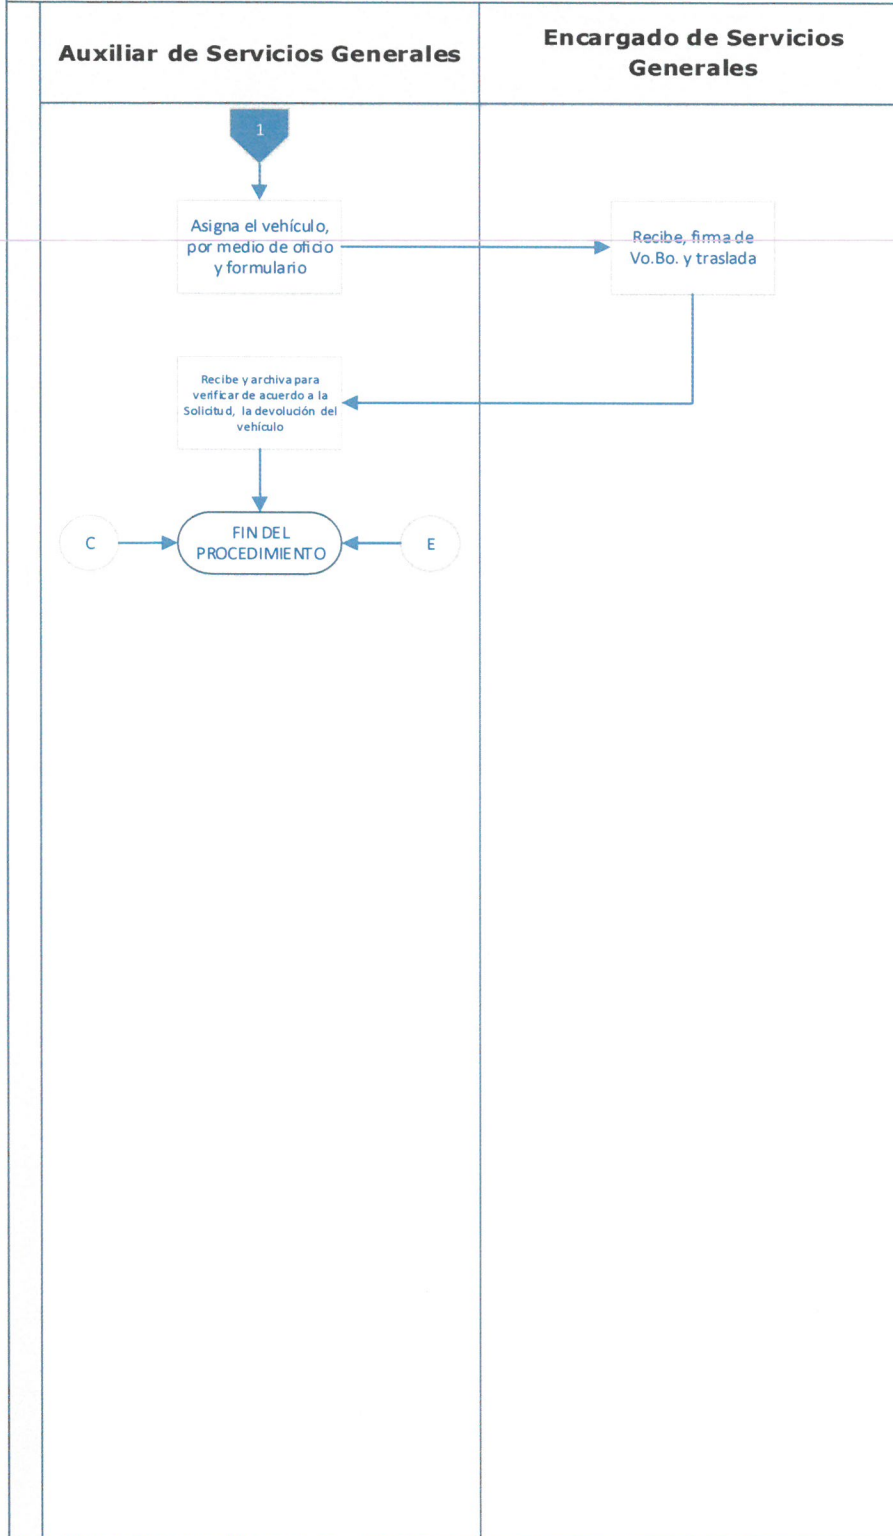 Auxiliar de Servicios Generales
Encargado de Servicios
Generales
1
Asigna el vehículo,
por medio de oficio
y formulario
Recibe, firma de
Vo.Bo. y traslada
Recibe y archiva para
verificar de acuerdo a la
Solicitud, la devolución del
vehículo
C
FIN DEL
PROCEDIMIENTO
E